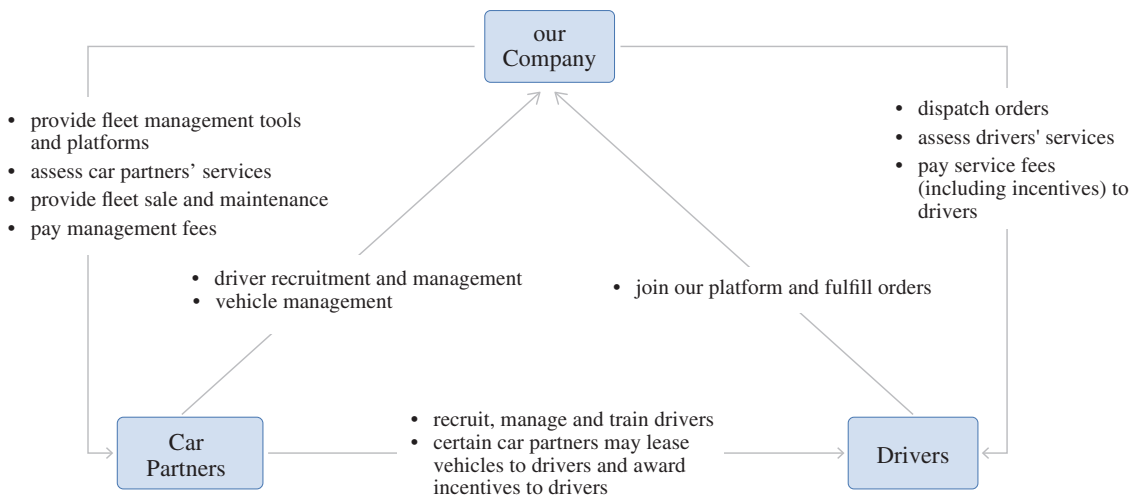 our
Company
• provide fleet management tools
and platforms
• assess car partners’ services
• provide fleet sale and maintenance
• pay management fees
• dispatch orders
• assess drivers' services
• pay service fees
(including incentives) to
drivers
• driver recruitment and management
• vehicle management
• join our platform and fulfill orders
Car
Partners
• recruit, manage and train drivers
• certain car partners may lease
vehicles to drivers and award
incentives to drivers
Drivers